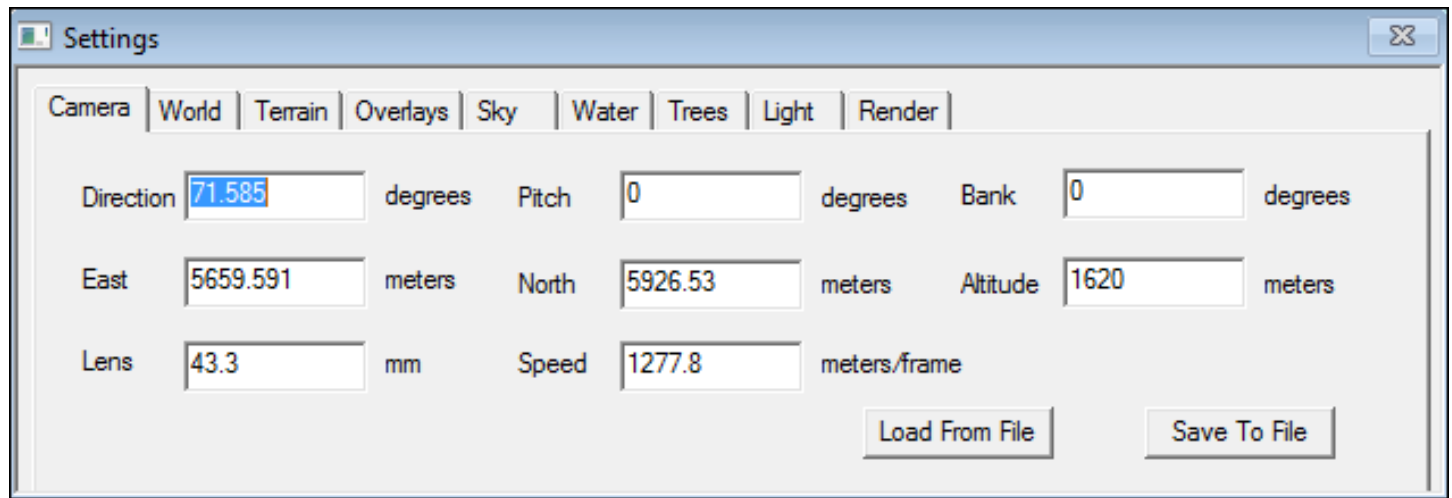 Settings
Camera World Terrain Overlays Sky Water Trees Light Render
Direction 71.585 degrees Pitch 0 degrees Bank 0 degrees
East 5659.591 meters North 5926.53 meters Altitude 1620 meters
Lens 43.3 mm Speed 1277.8 meters/frame
Load From File Save To File